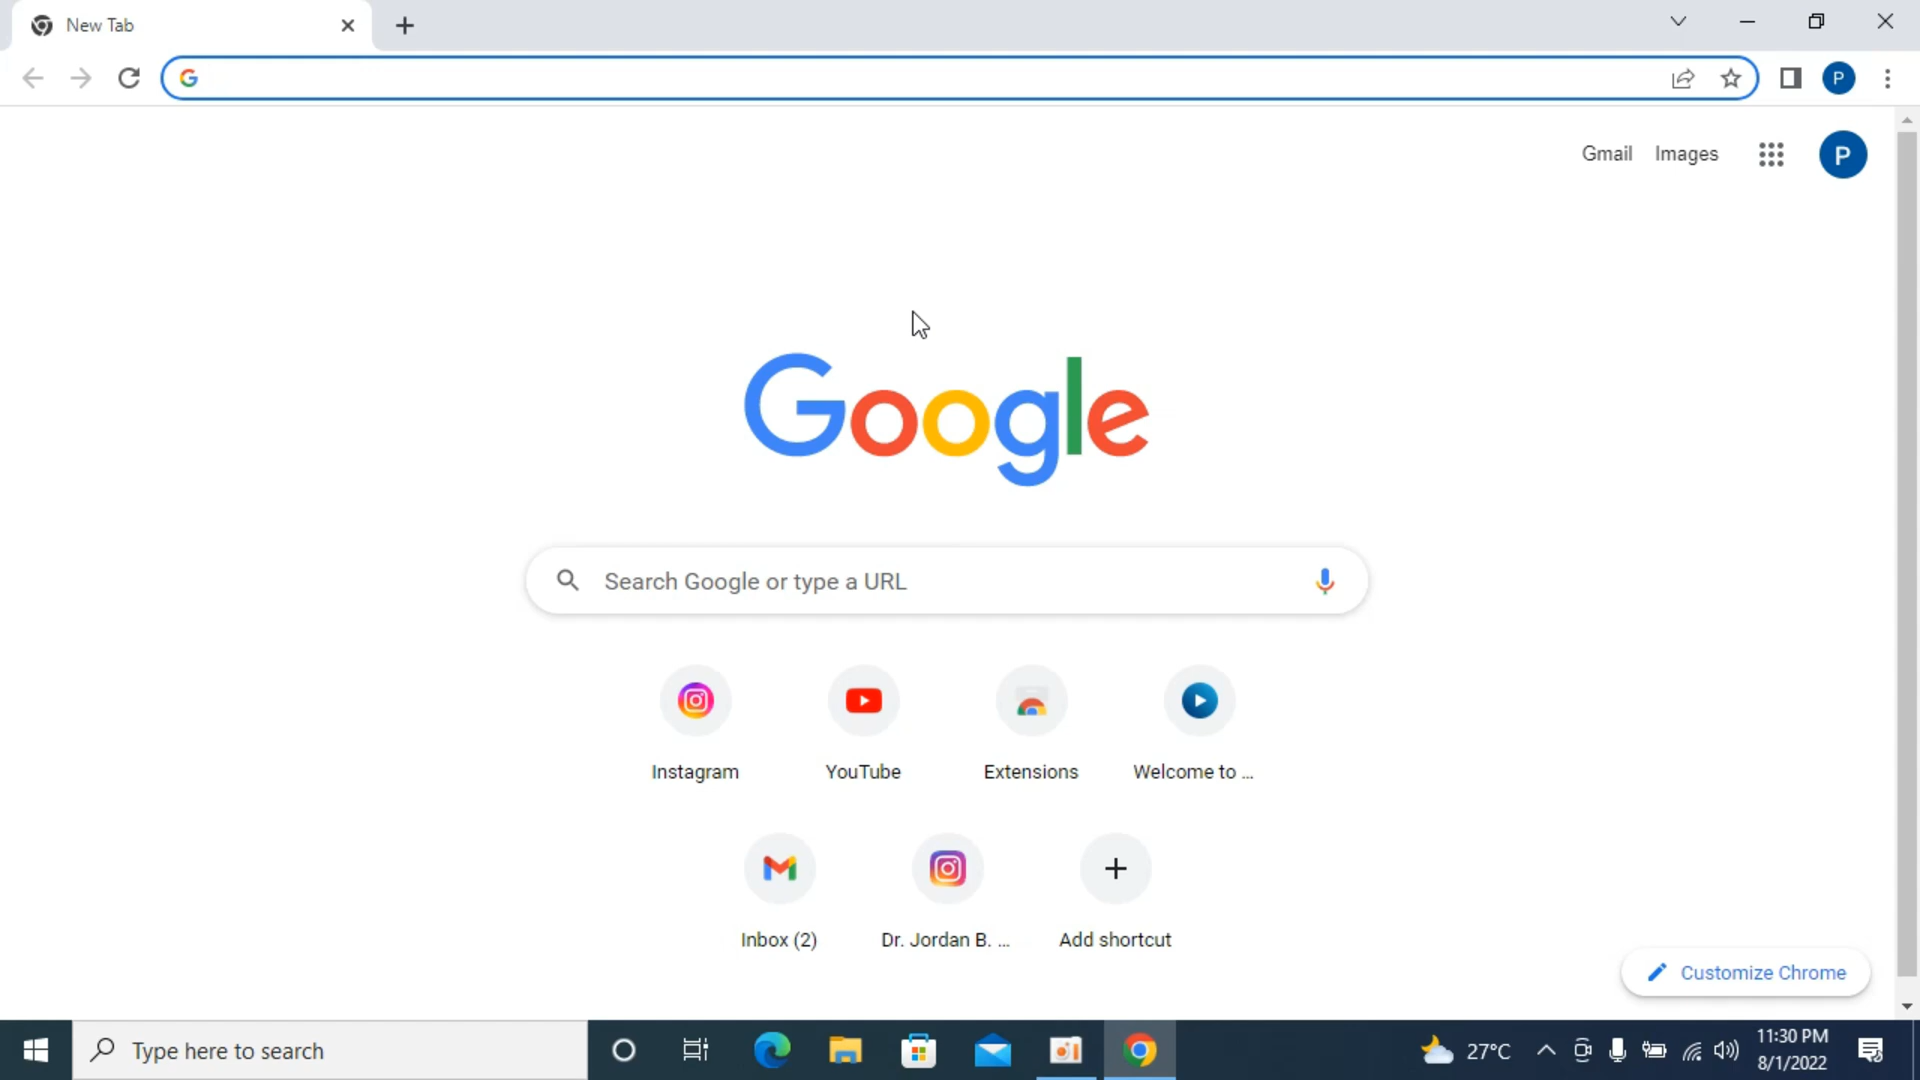 New Tab
Gmail Images
P
P
Google
Search Google or type a URL
Instagram YouTube Extensions Welcome to ...
Inbox (2) Dr. Jordan B. ... Add shortcut
Customize Chrome
Type here to search
27°C
11:30 PM
8/1/2022